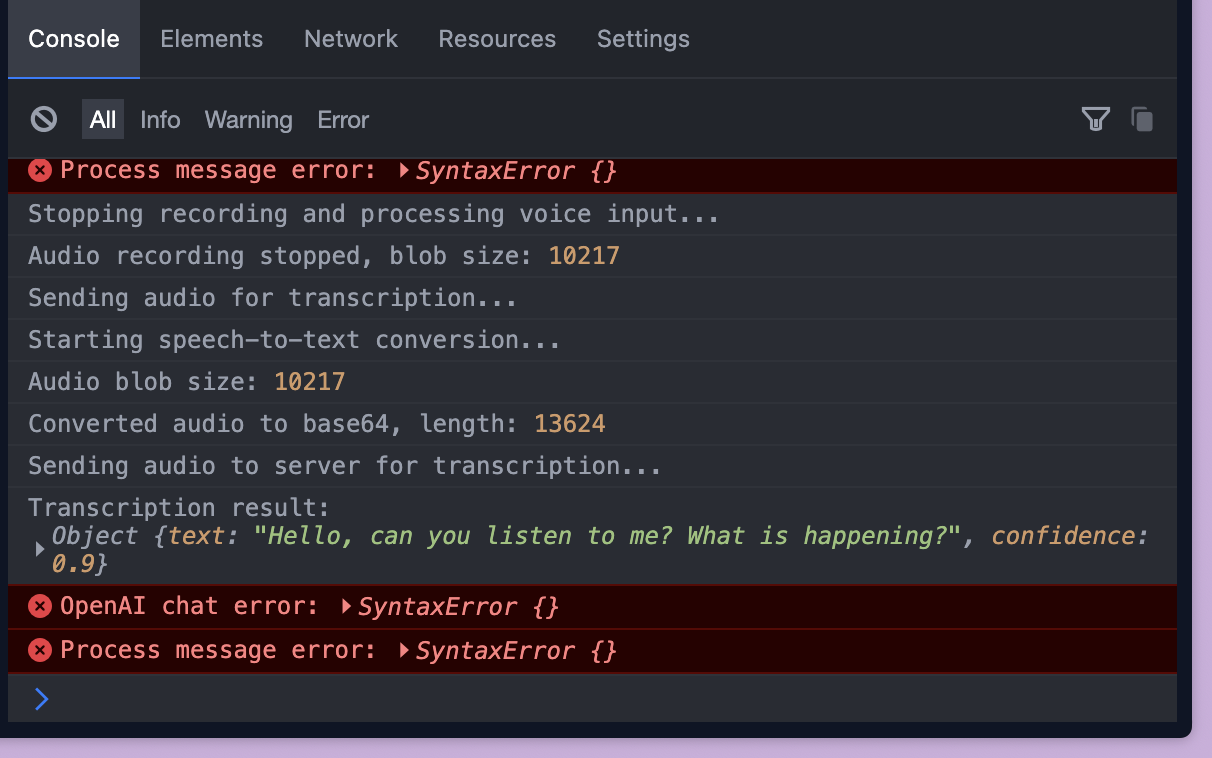 Console Elements Network Resources Settings
All Info Warning Error
Process message error: SyntaxError {}
Stopping recording and processing voice input...
Audio recording stopped, blob size: 10217
Sending audio for transcription...
Starting speech-to-text conversion...
Audio blob size: 10217
Converted audio to base64, length: 13624
Sending audio to server for transcription...
Transcription result:
Object {text: "Hello, can you listen to me? What is happening?", confidence:
0.9}
OpenAI chat error: SyntaxError {}
Process message error: SyntaxError {}